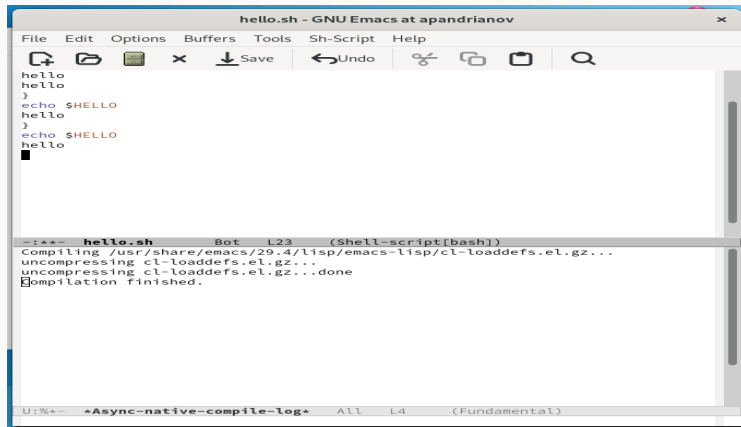 hello.sh - GNU Emacs at apandrianov
File Edit Options Buffers Tools Sh-Script Help
Save Undo
hello
hello
}
echo $HELLO
hello
}
echo $HELLO
hello
-:**- hello.sh Bot L23 (Shell-script[bash])
Compiling /usr/share/emacs/29.4/lisp/emacs-lisp/cl-loaddefs.el.gz...
uncompressing cl-loaddefs.el.gz...
uncompressing cl-loaddefs.el.gz...done
Compilation finished.
U:%*- *Async-native-compile-log* All L4 (Fundamental)